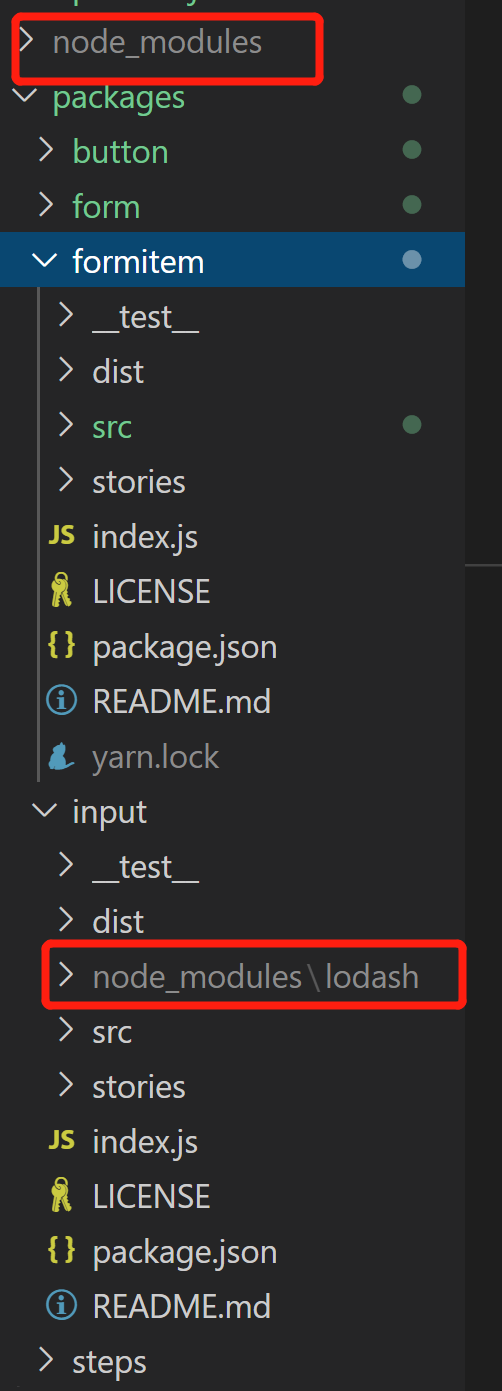 node_modules
packages
button
form
formitem
__test__
dist
src
stories
JS index.js
LICENSE
{} package.json
README.md
yarn.lock
input
__test__
dist
node_modules\lodash
src
stories
JS index.js
LICENSE
{} package.json
README.md
steps